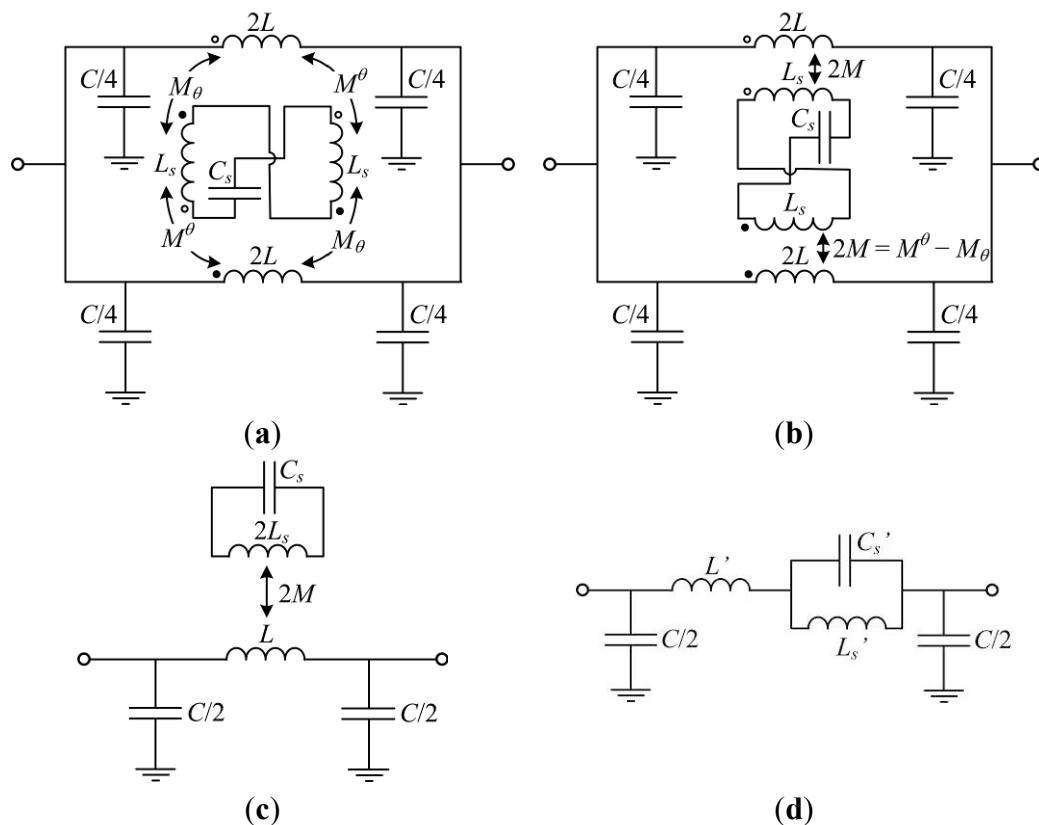 2L
C/4
C/4
M_θ
M^θ
L_s
C_s
L_s
M^θ
M_θ
2L
C/4
C/4
(a)
2L
C/4
L_s
2M
C/4
C_s
L_s
2L
2M = M^θ − M_θ
C/4
C/4
(b)
C_s
2L_s
2M
L
C/2
C/2
(c)
C_s’
L’
L_s’
C/2
C/2
(d)